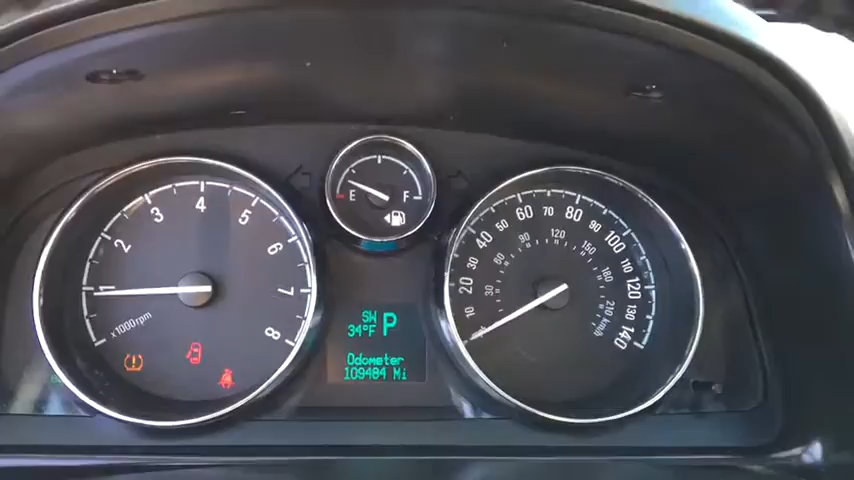 E F
1 2 3 4 5 6 7 8
x1000rpm
10 20 30 40 50 60 70 80 90 100 110 120 130 140
30 60 90 120 150 180 210 km/h
SW
34°F P
Odometer
109484 Mi